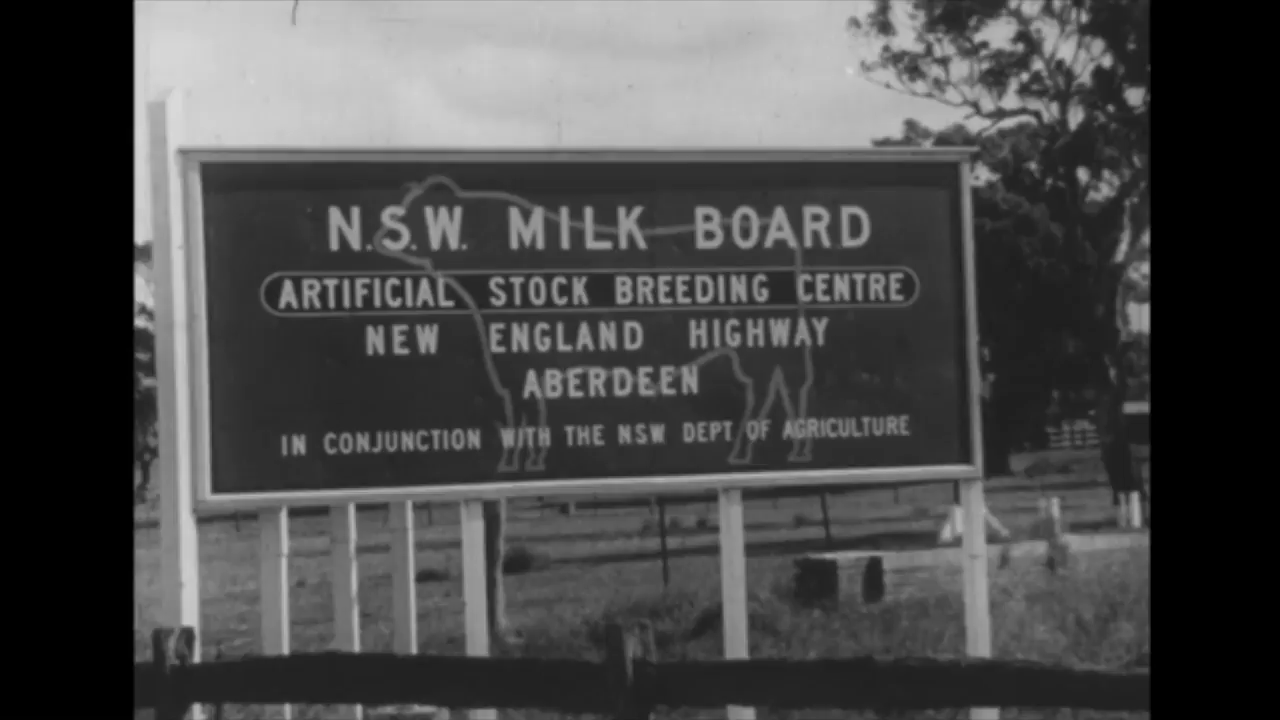 N.S.W. MILK BOARD
ARTIFICIAL STOCK BREEDING CENTRE
NEW ENGLAND HIGHWAY
ABERDEEN
IN CONJUNCTION WITH THE NSW DEPT OF AGRICULTURE